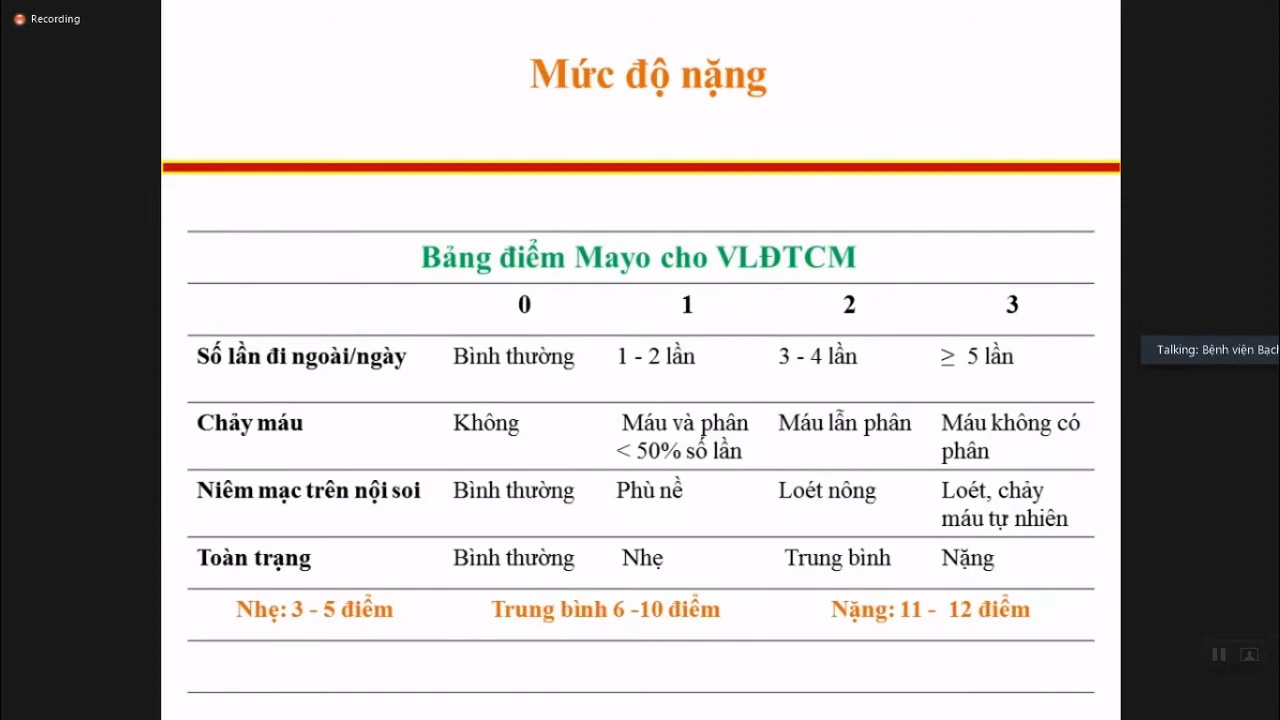 Recording
Mức độ nặng
Bảng điểm Mayo cho VLĐTCM
0 1 2 3
Số lần đi ngoài/ngày Bình thường 1 - 2 lần 3 - 4 lần ≥ 5 lần
Chảy máu Không Máu và phân Máu lẫn phân Máu không có
< 50% số lần phân
Niêm mạc trên nội soi Bình thường Phù nề Loét nông Loét, chảy
máu tự nhiên
Toàn trạng Bình thường Nhẹ Trung bình Nặng
Nhẹ: 3 - 5 điểm Trung bình 6 -10 điểm Nặng: 11 - 12 điểm
Talking: Bệnh viện Bạch